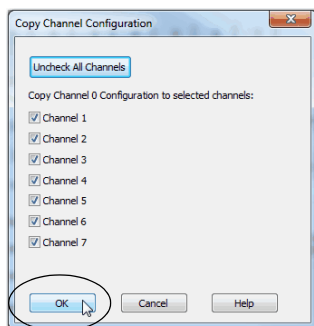 Copy Channel Configuration
Uncheck All Channels
Copy Channel 0 Configuration to selected channels:
Channel 1
Channel 2
Channel 3
Channel 4
Channel 5
Channel 6
Channel 7
OK Cancel Help